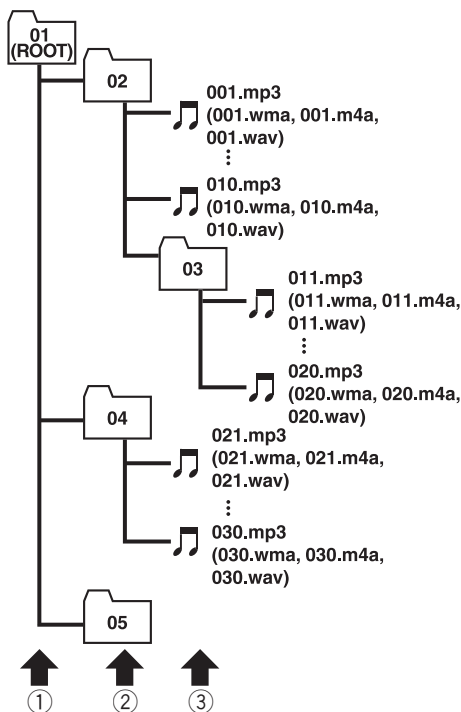 01
(ROOT)
02
001.mp3
(001.wma, 001.m4a,
001.wav)
010.mp3
(010.wma, 010.m4a,
010.wav)
03
011.mp3
(011.wma, 011.m4a,
011.wav)
020.mp3
(020.wma, 020.m4a,
020.wav)
04
021.mp3
(021.wma, 021.m4a,
021.wav)
030.mp3
(030.wma, 030.m4a,
030.wav)
05
① ② ③